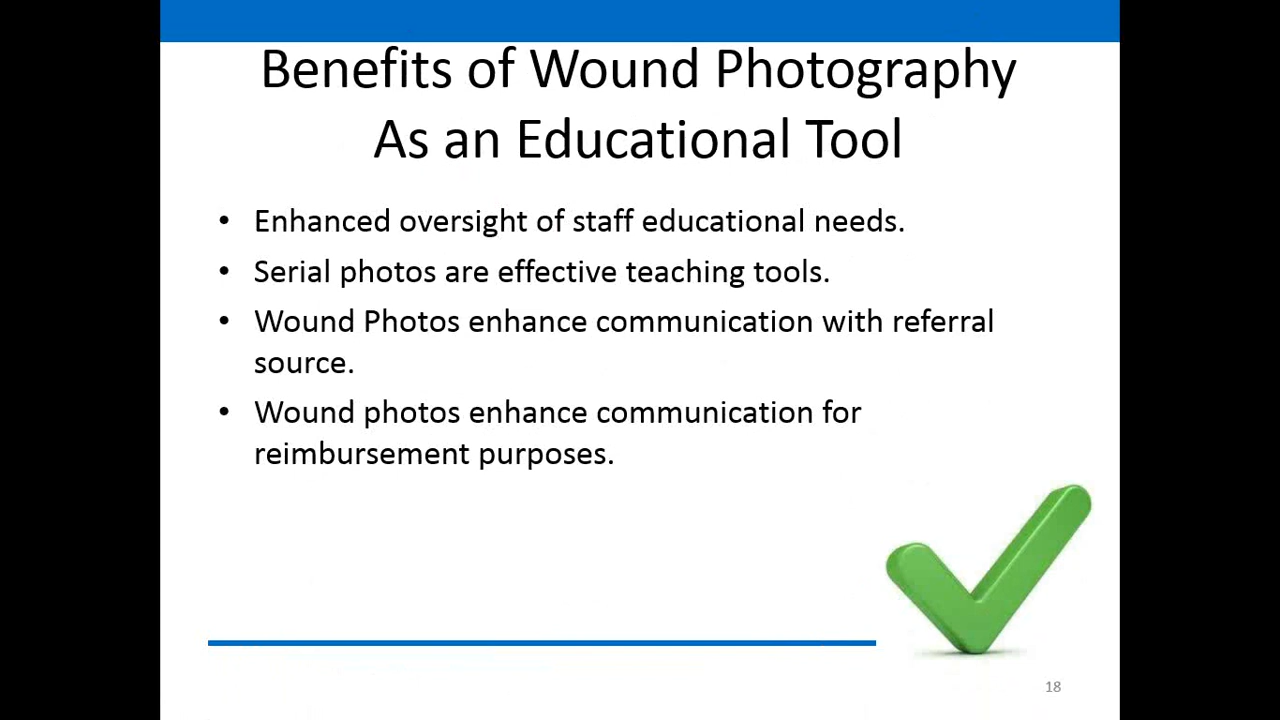 Benefits of Wound Photography
As an Educational Tool
• Enhanced oversight of staff educational needs.
• Serial photos are effective teaching tools.
• Wound Photos enhance communication with referral
source.
• Wound photos enhance communication for
reimbursement purposes.
18